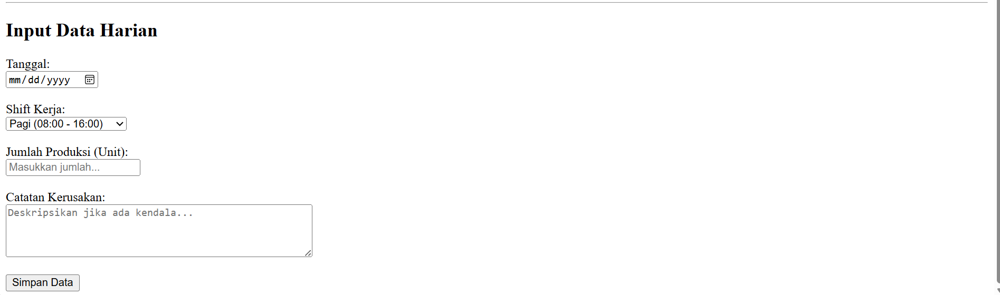 Input Data Harian
Tanggal:
mm/dd/yyyy
Shift Kerja:
Pagi (08:00 - 16:00)
Jumlah Produksi (Unit):
Masukkan jumlah...
Catatan Kerusakan:
Deskripsikan jika ada kendala...
Simpan Data